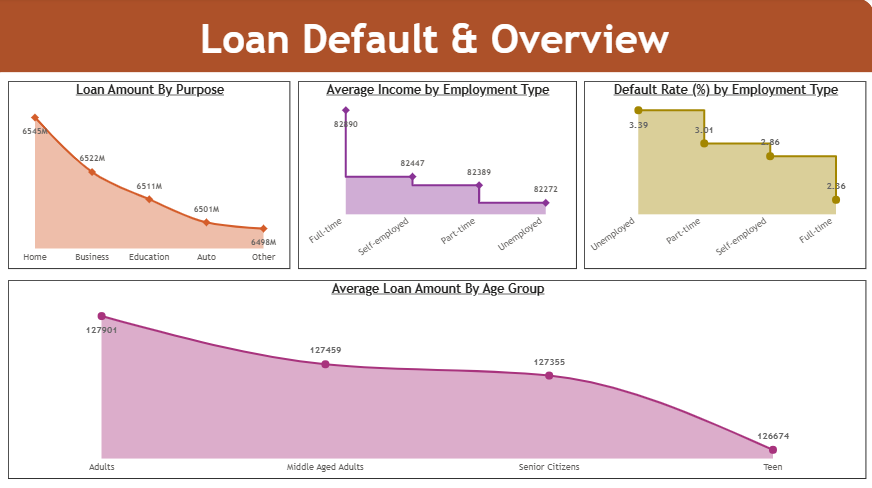 Loan Default & Overview
Loan Amount By Purpose
6545M
6522M
6511M
6501M
6498M
Home Business Education Auto Other
Average Income by Employment Type
82890
82447
82389
82272
Full-time Self-employed Part-time Unemployed
Default Rate (%) by Employment Type
3.39
3.01
2.86
2.36
Unemployed Part-time Self-employed Full-time
Average Loan Amount By Age Group
127901
127459
127355
126674
Adults Middle Aged Adults Senior Citizens Teen